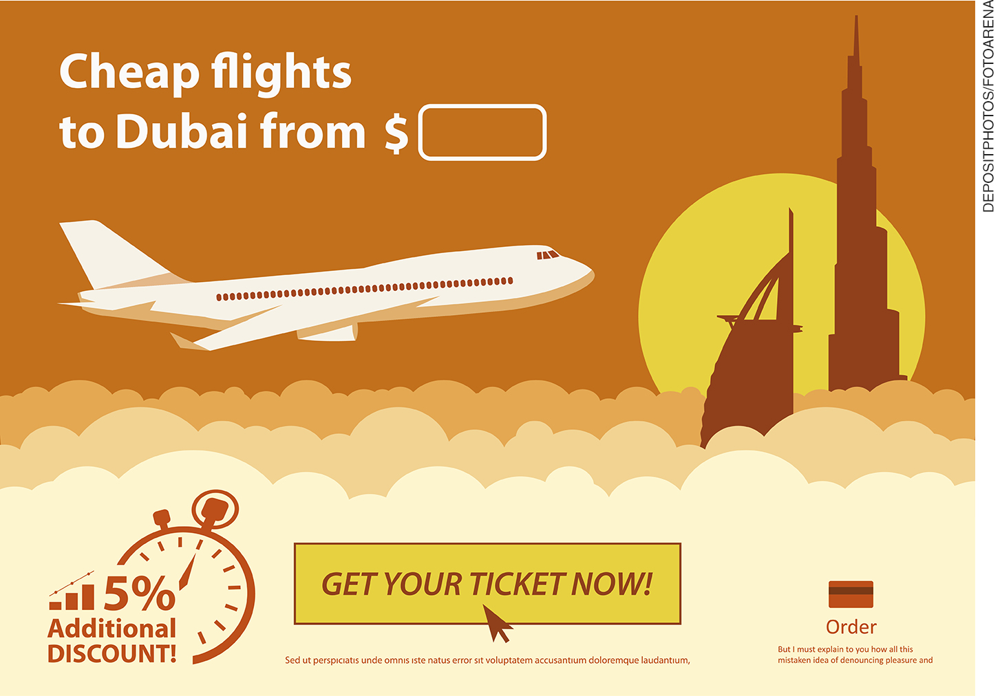 Cheap flights
to Dubai from $
5%
Additional
DISCOUNT!
GET YOUR TICKET NOW!
Sed ut perspiciatis unde omnis iste natus error sit voluptatem accusantium doloremque laudantium,
Order
But I must explain to you how all this
mistaken idea of denouncing pleasure and
DEPOSITPHOTOS/FOTOARENA